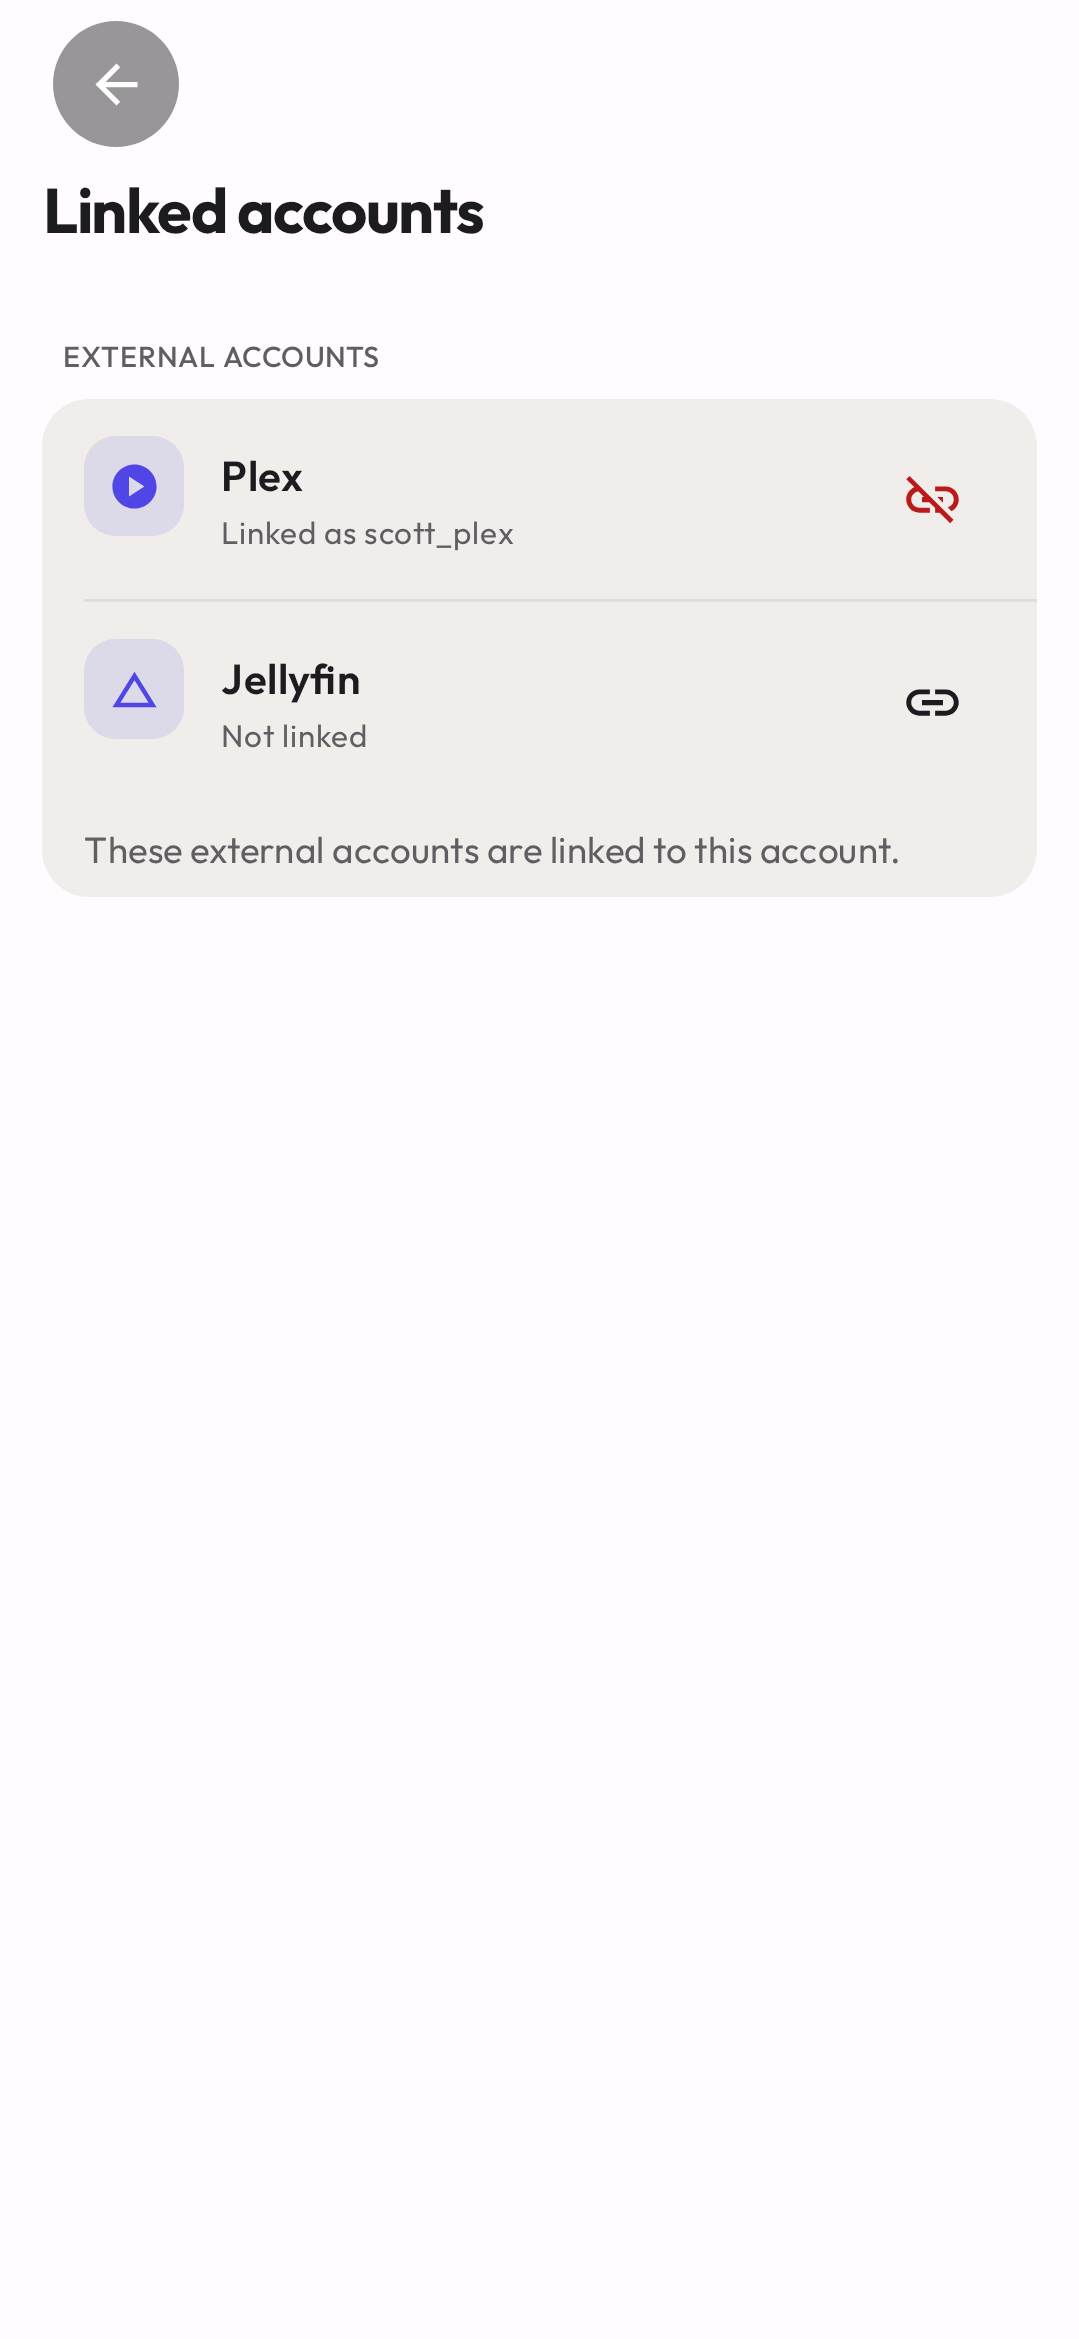 Linked accounts
EXTERNAL ACCOUNTS
Plex
Linked as scott_plex
Jellyfin
Not linked
These external accounts are linked to this account.